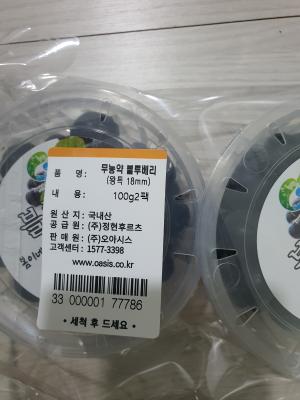 품 명: 무농약 블루베리
(왕특 18mm)
내 용: 100g2팩
원 산 지: 국내산
공 급 원: (주)정현후르츠
판 매 원: (주)오아시스
고객센터: 1577-3398
www.oasis.co.kr
33 000001 77786
· 세척 후 드세요 ·